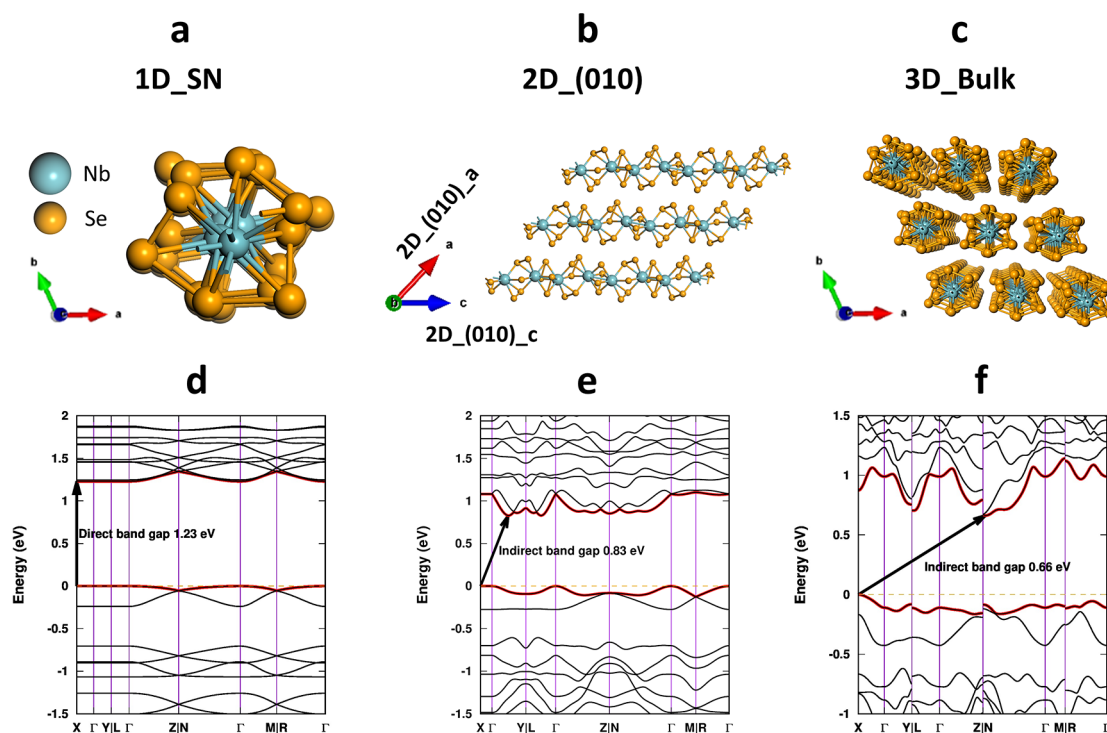 a
b
c
1D_SN
2D_(010)
3D_Bulk
Nb
Se
b
a
2D_(010)_a
a
b
c
2D_(010)_c
b
a
d
e
f
Energy (eV)
2
1.5
1
0.5
0
-0.5
-1
-1.5
Direct band gap 1.23 eV
X Γ Y|L Γ Z|N Γ M|R Γ
Energy (eV)
2
1.5
1
0.5
0
-0.5
-1
-1.5
Indirect band gap 0.83 eV
X Γ Y|L Γ Z|N Γ M|R Γ
Energy (eV)
1.5
1
0.5
0
-0.5
-1
Indirect band gap 0.66 eV
X Γ Y|L Γ Z|N Γ M|R Γ